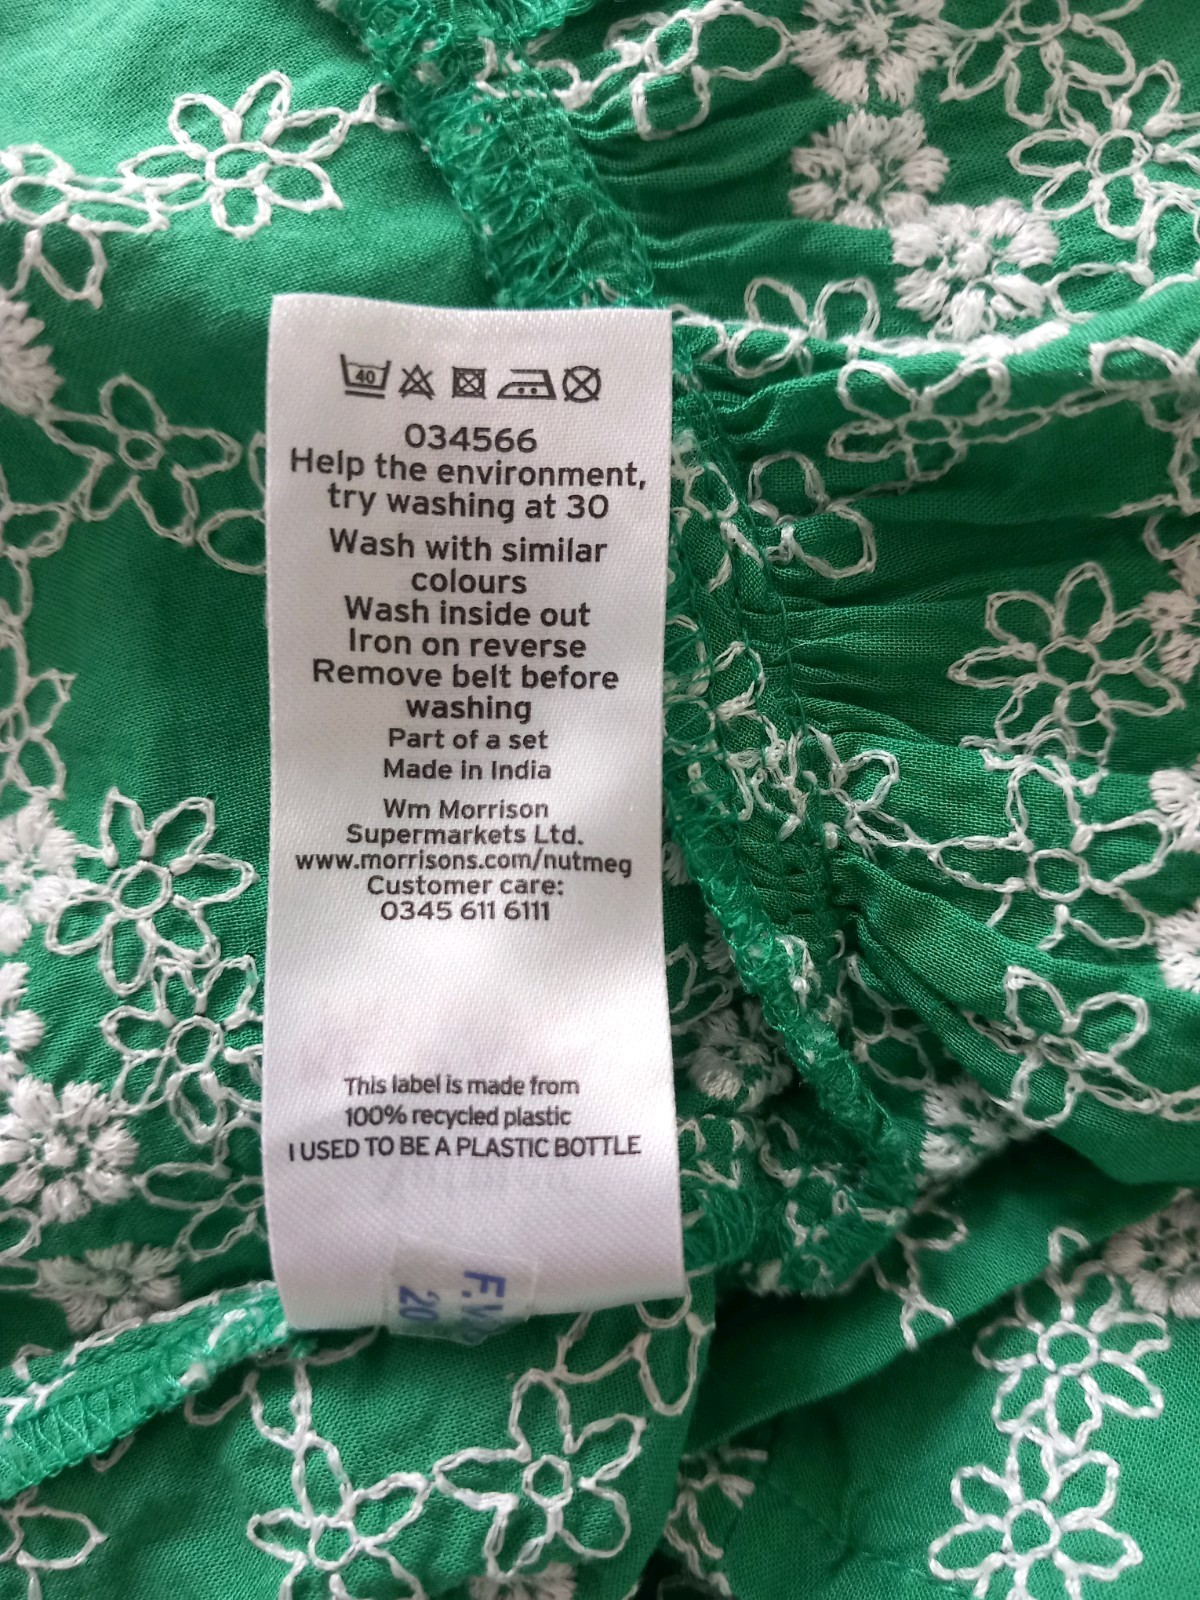 40
034566
Help the environment,
try washing at 30
Wash with similar
colours
Wash inside out
Iron on reverse
Remove belt before
washing
Part of a set
Made in India
Wm Morrison
Supermarkets Ltd.
www.morrisons.com/nutmeg
Customer care:
0345 611 6111
This label is made from
100% recycled plastic
I USED TO BE A PLASTIC BOTTLE
20